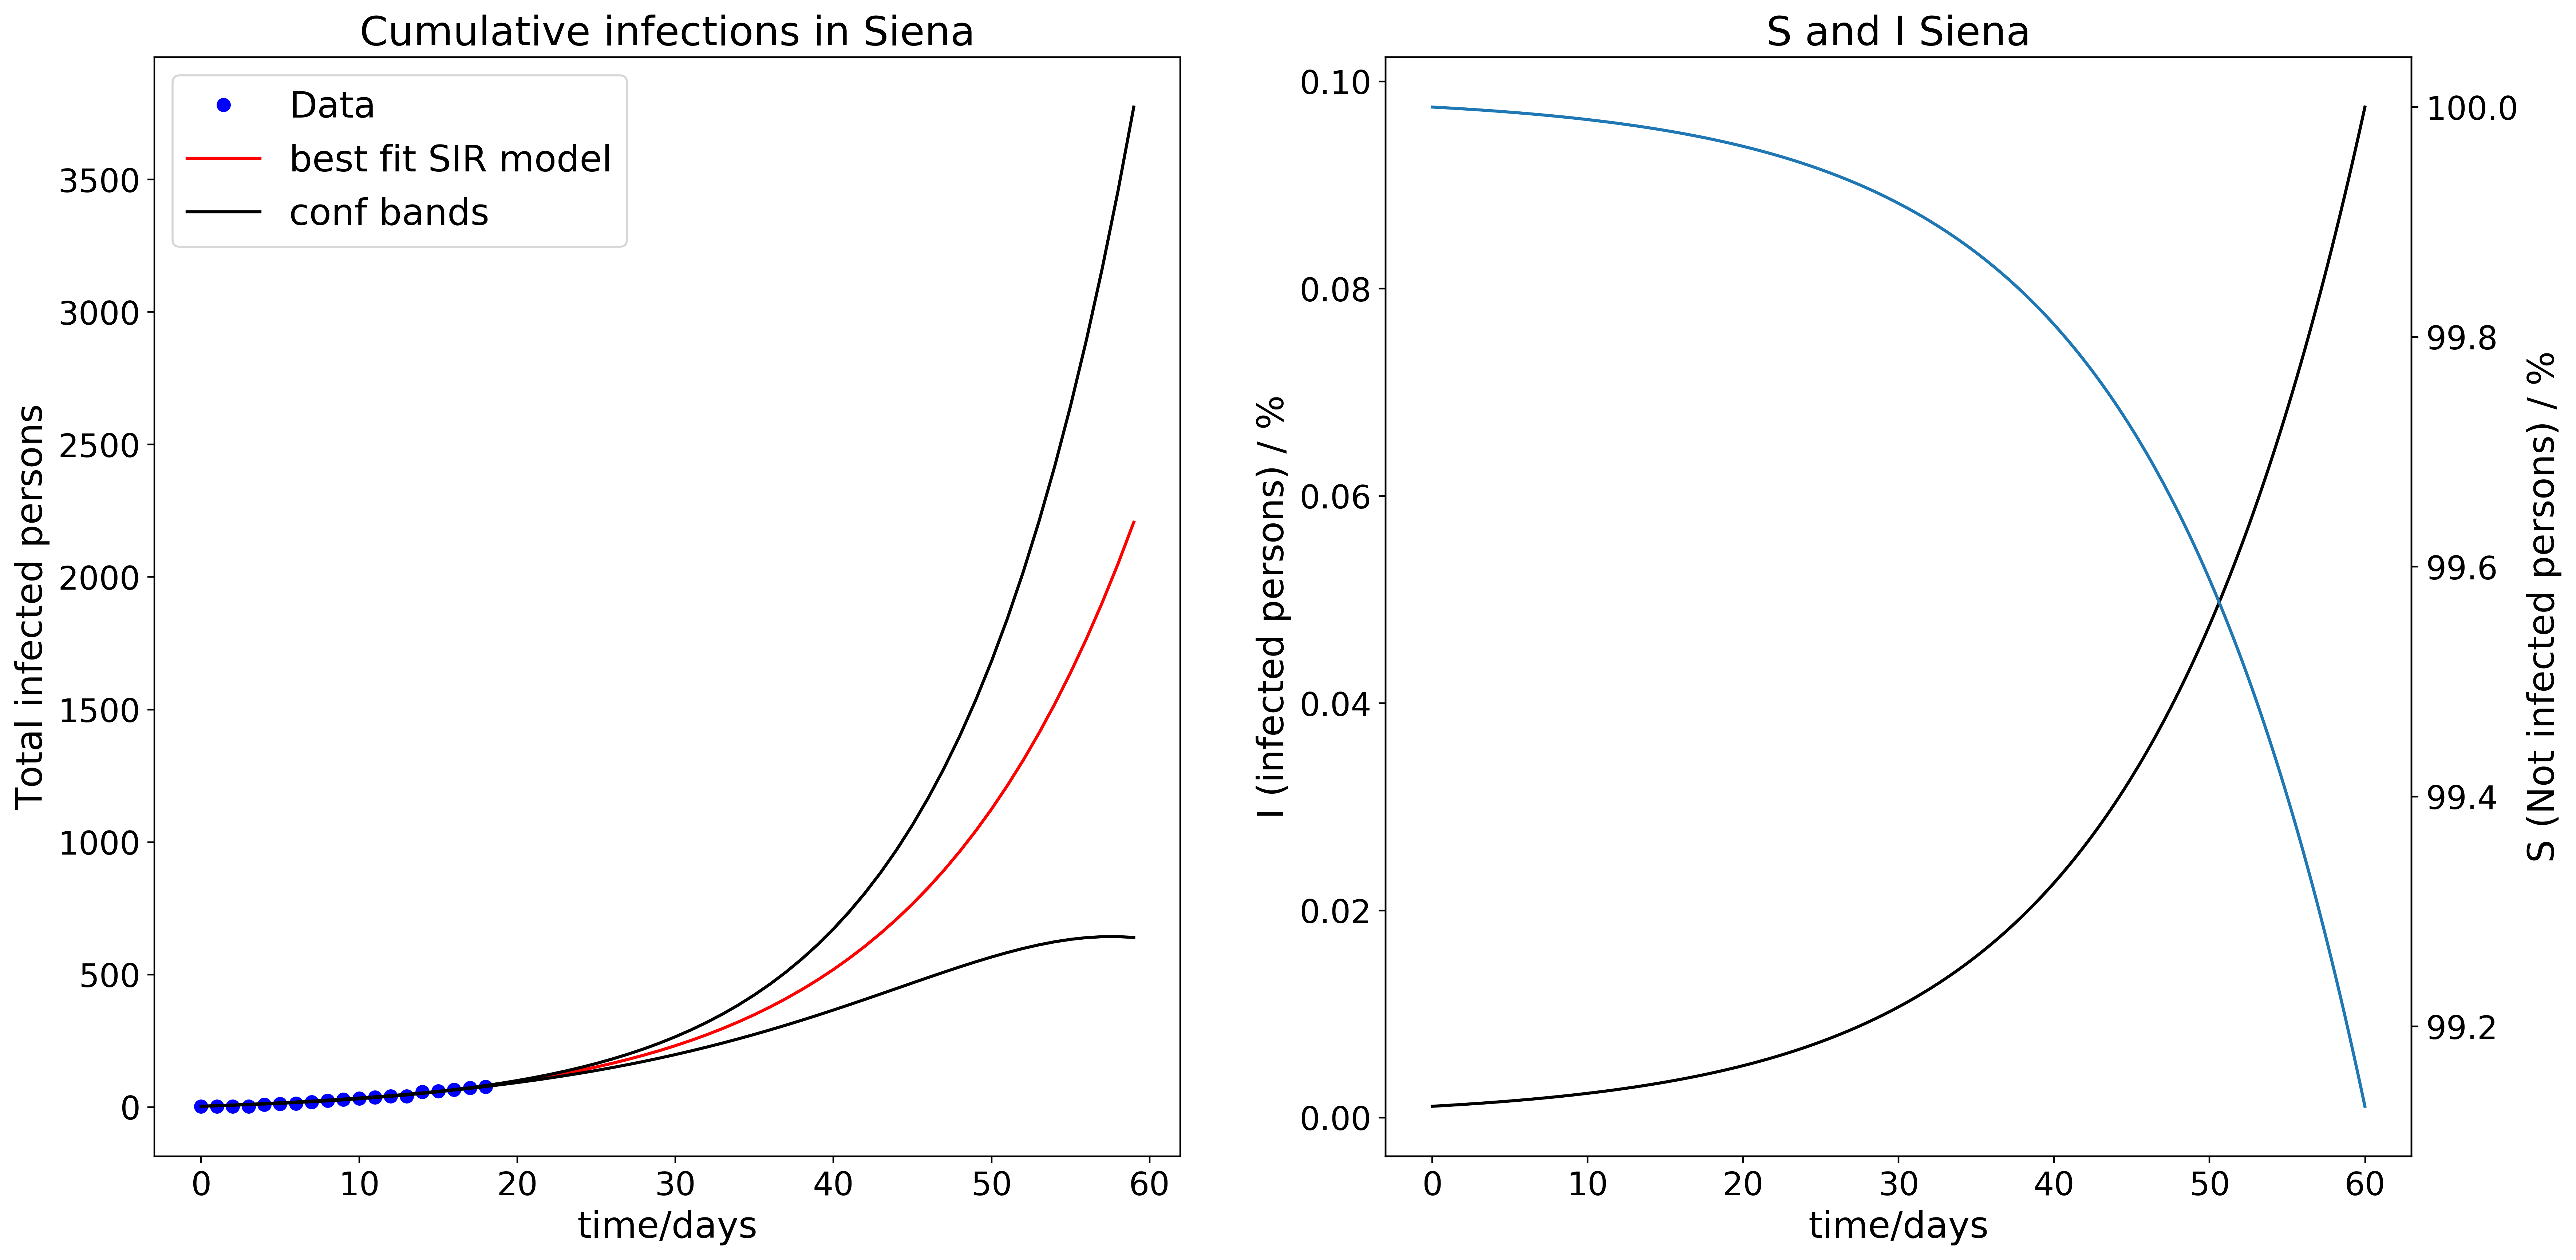 Cumulative infections in Siena
Data
best fit SIR model
conf bands
Total infected persons
3500
3000
2500
2000
1500
1000
500
0
0 10 20 30 40 50 60
time/days
S and I Siena
I (infected persons) / %
0.10
0.08
0.06
0.04
0.02
0.00
0 10 20 30 40 50 60
time/days
100.0
99.8
99.6
99.4
99.2
S (Not infected persons) / %